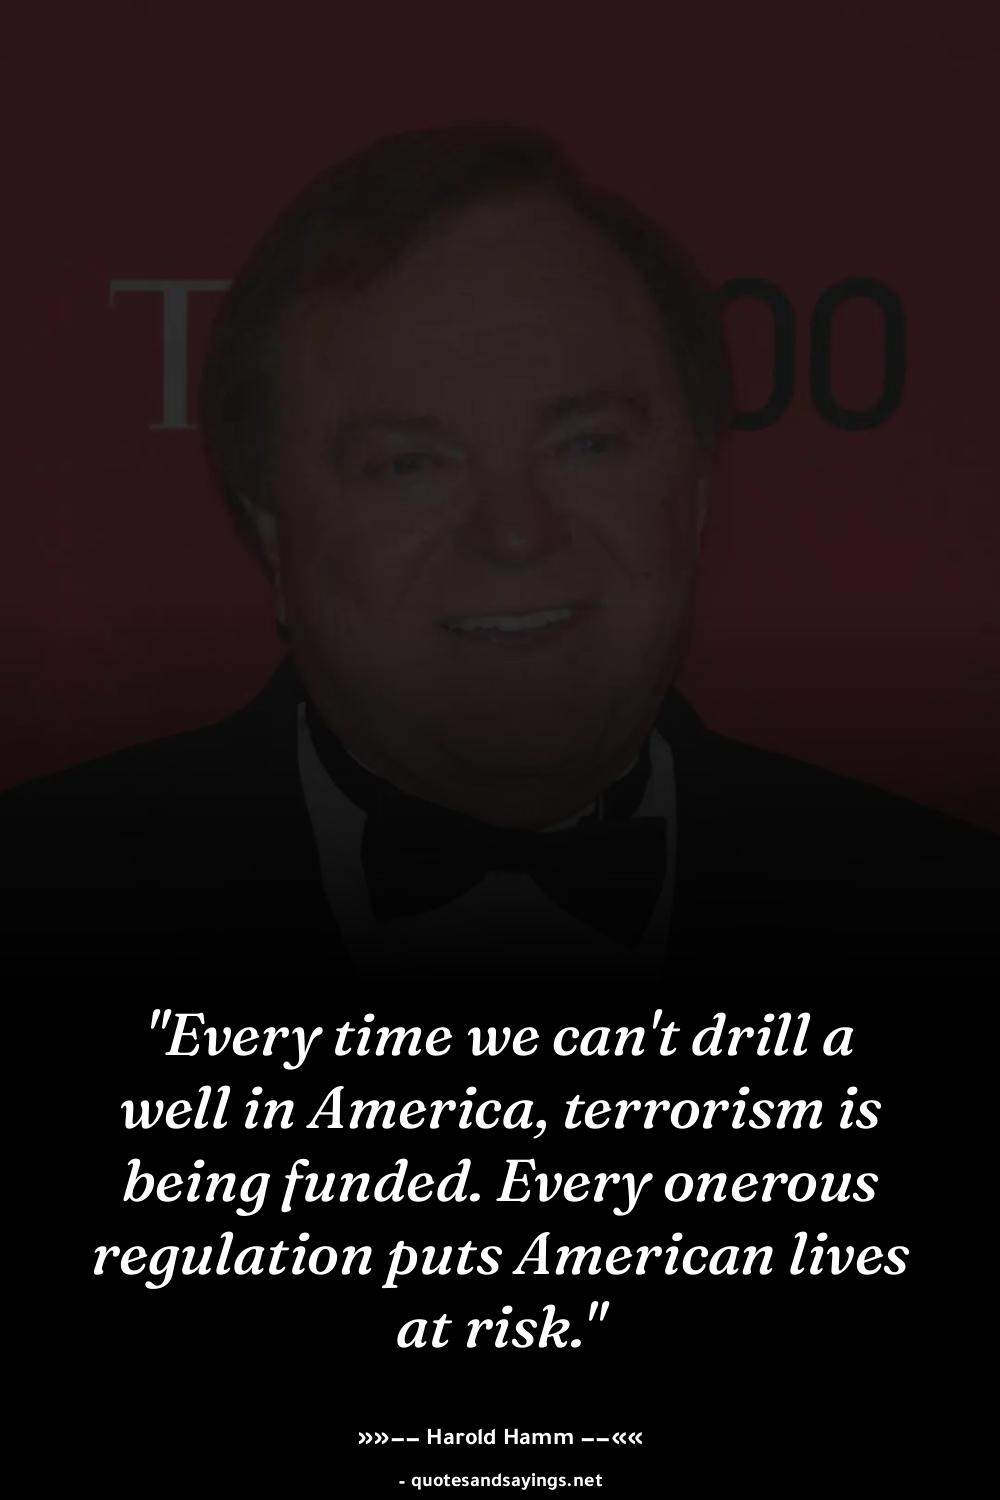 T 00
"Every time we can't drill a
well in America, terrorism is
being funded. Every onerous
regulation puts American lives
at risk."
»»–– Harold Hamm ––««
- quotesandsayings.net